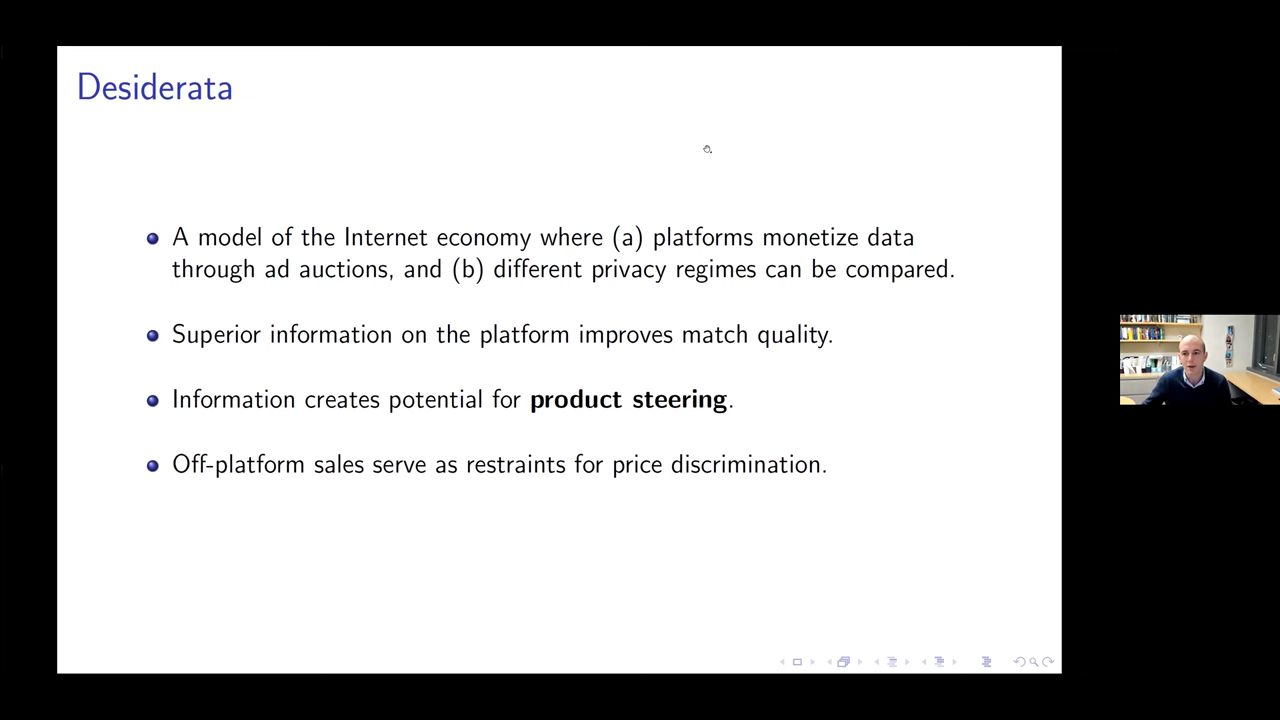 Desiderata
A model of the Internet economy where (a) platforms monetize data
through ad auctions, and (b) different privacy regimes can be compared.
Superior information on the platform improves match quality.
Information creates potential for product steering.
Off-platform sales serve as restraints for price discrimination.